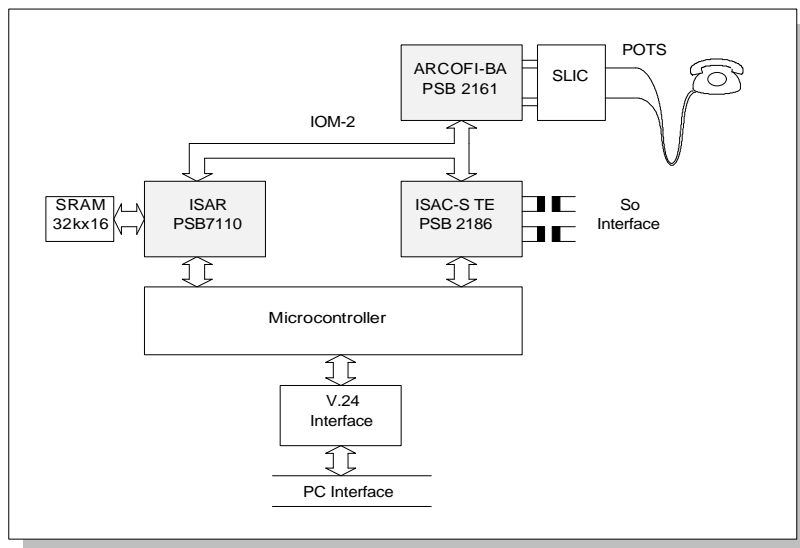 ARCOFI-BA
PSB 2161
SLIC
POTS
IOM-2
SRAM
32kx16
ISAR
PSB7110
ISAC-S TE
PSB 2186
So
Interface
Microcontroller
V.24
Interface
PC Interface